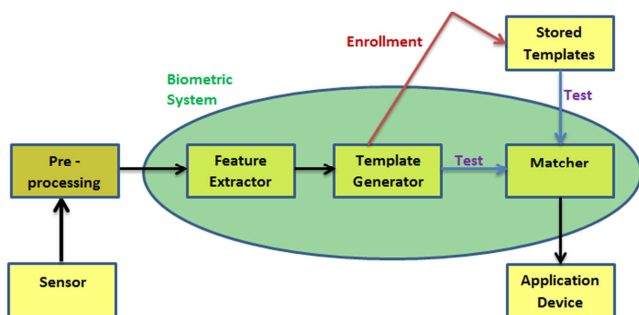 Enrollment
Stored
Templates
Biometric
System
Test
Pre -
processing
Feature
Extractor
Template
Generator
Test
Matcher
Sensor
Application
Device